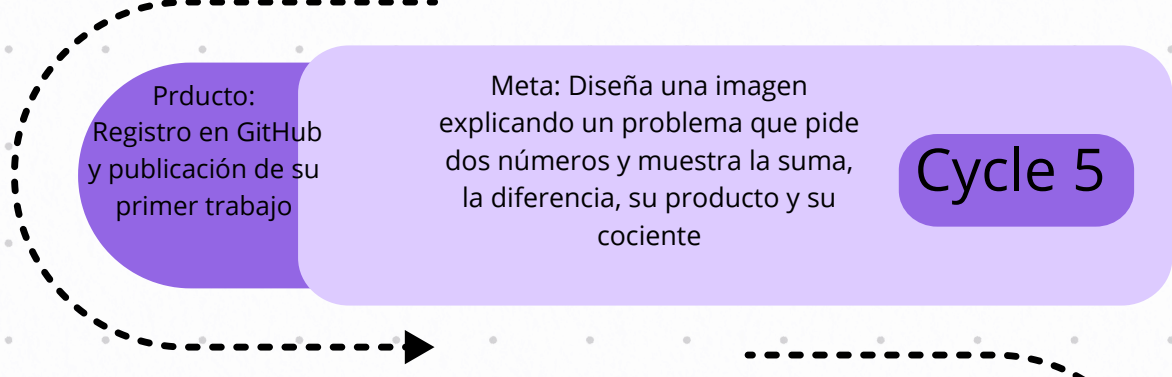 Prducto:
Registro en GitHub
y publicación de su
primer trabajo
Meta: Diseña una imagen
explicando un problema que pide
dos números y muestra la suma,
la diferencia, su producto y su
cociente
Cycle 5